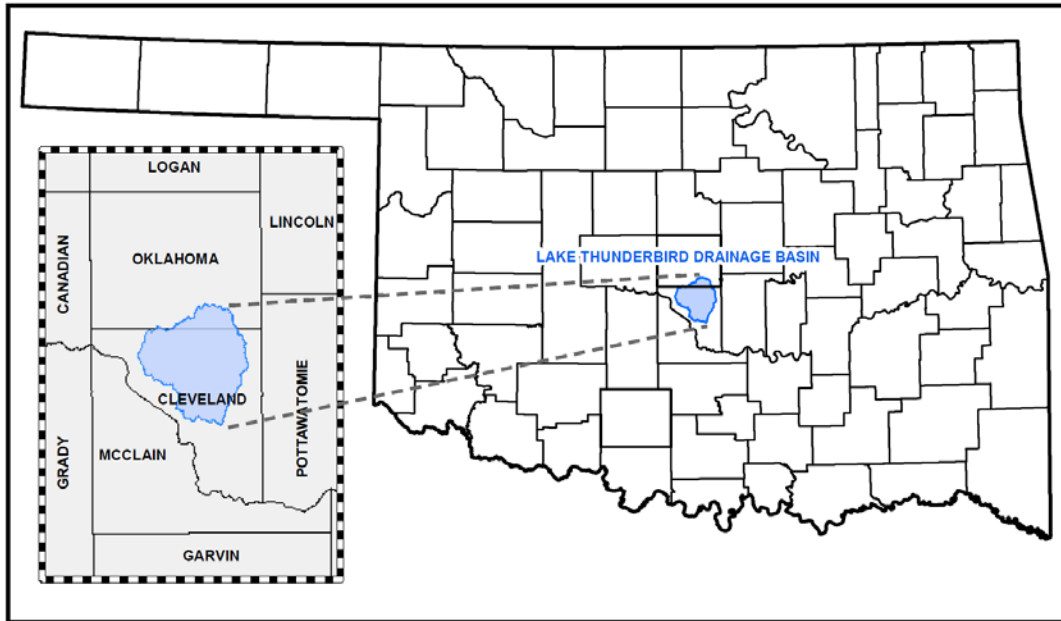 LOGAN
LINCOLN
CANADIAN
OKLAHOMA
LAKE THUNDERBIRD DRAINAGE BASIN
CLEVELAND
POTTAWATOMIE
MCCLAIN
GRADY
GARVIN